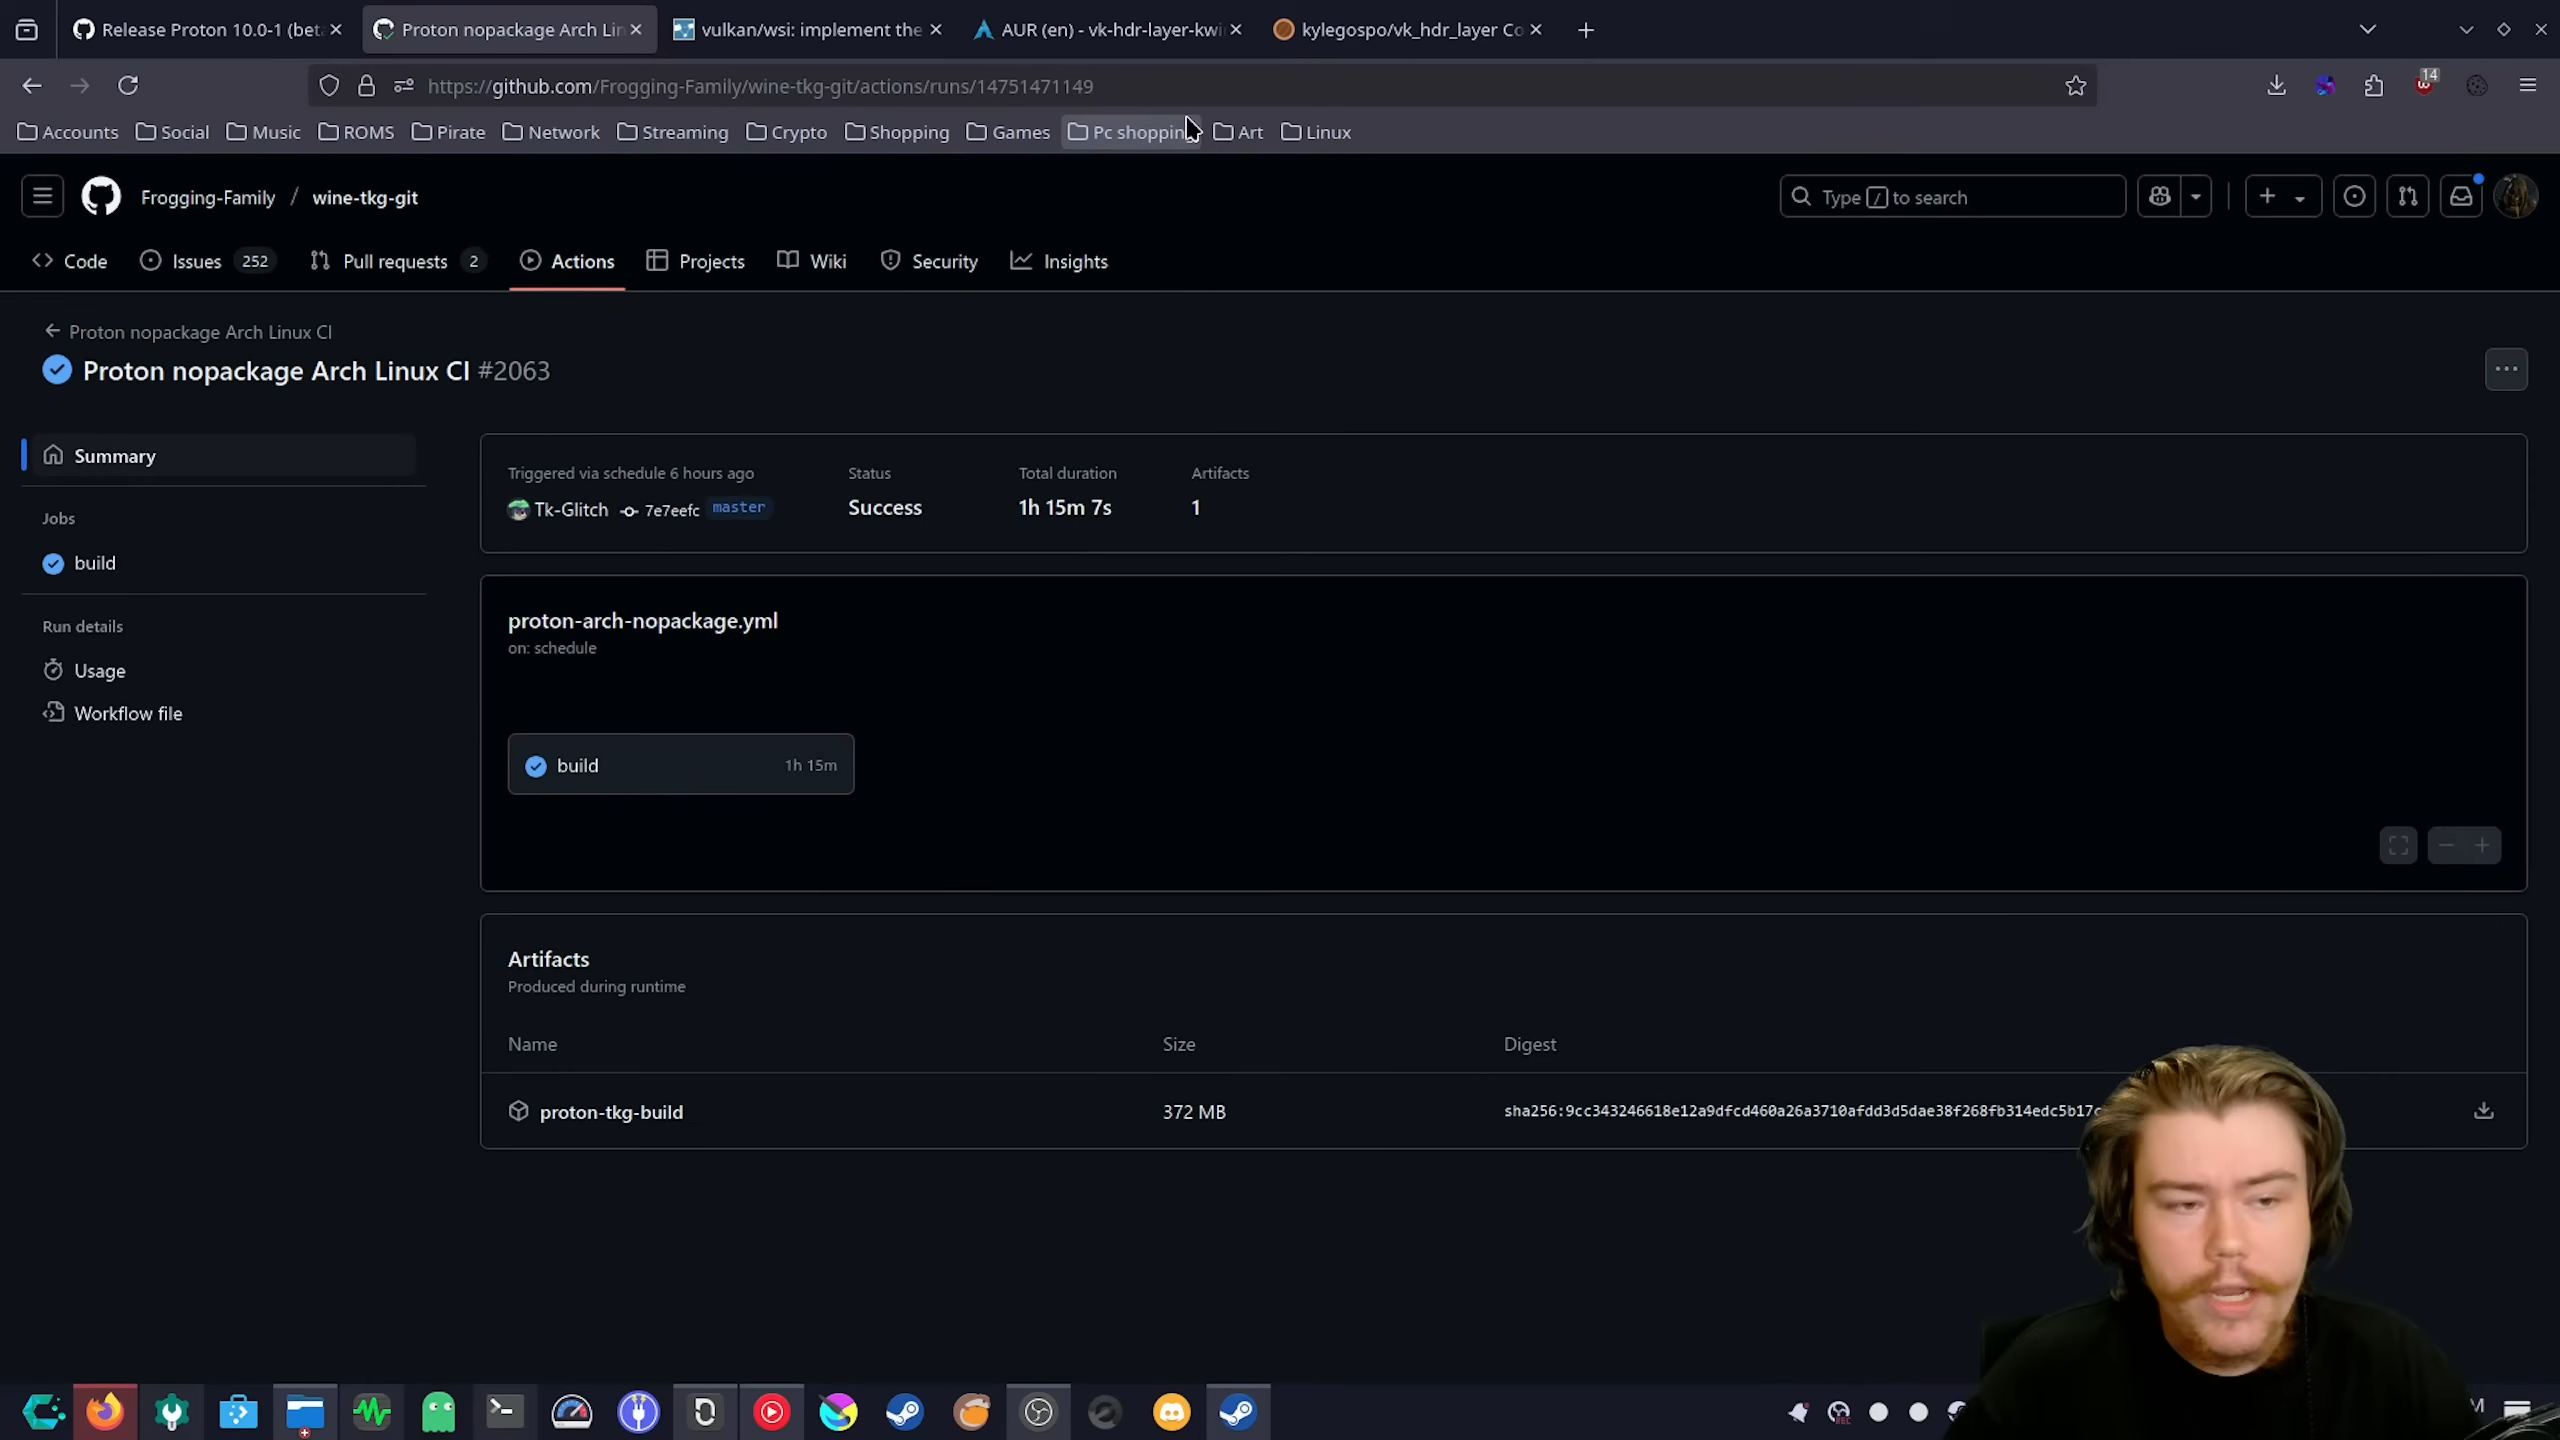 Release Proton 10.0-1 (beta
Proton nopackage Arch Lin
vulkan/wsi: implement the
AUR (en) - vk-hdr-layer-kwi
kylegospo/vk_hdr_layer Co
https://github.com/Frogging-Family/wine-tkg-git/actions/runs/14751471149
14
Accounts
Social
Music
ROMS
Pirate
Network
Streaming
Crypto
Shopping
Games
Pc shoppin
Art
Linux
Frogging-Family / wine-tkg-git
Type / to search
Code
Issues 252
Pull requests 2
Actions
Projects
Wiki
Security
Insights
Proton nopackage Arch Linux CI
Proton nopackage Arch Linux CI #2063
Summary
Jobs
build
Run details
Usage
Workflow file
Triggered via schedule 6 hours ago
Tk-Glitch 7e7eefc master
Status
Success
Total duration
1h 15m 7s
Artifacts
1
proton-arch-nopackage.yml
on: schedule
build 1h 15m
Artifacts
Produced during runtime
Name Size Digest
proton-tkg-build 372 MB sha256:9cc343246618e12a9dfcd460a26a3710afdd3d5dae38f268fb314edc5b17c
REC
M